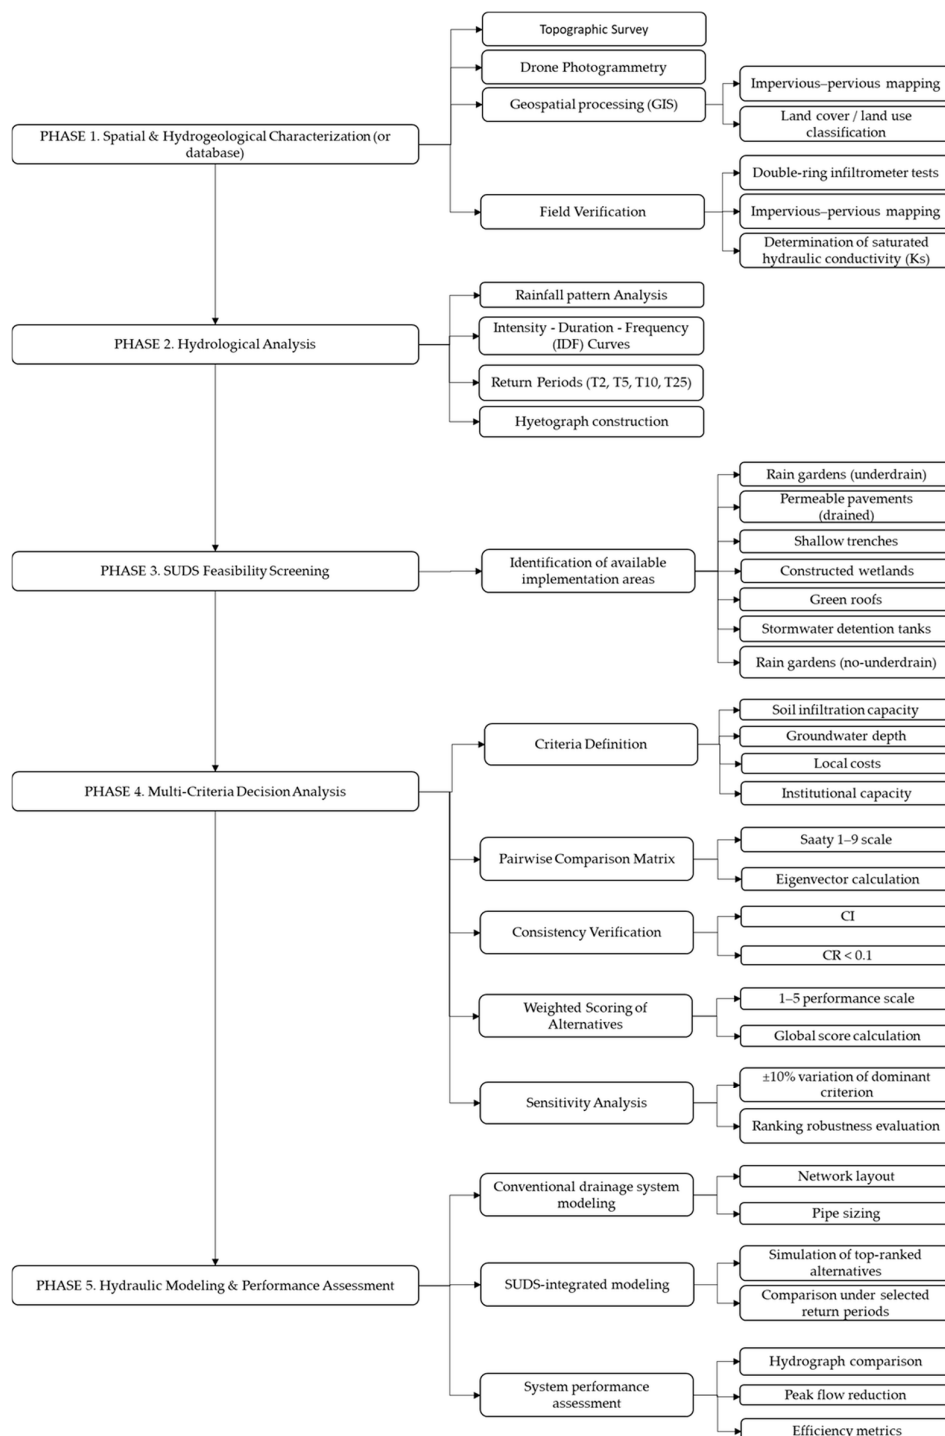 Topographic Survey
Drone Photogrammetry
Geospatial processing (GIS)
Impervious–pervious mapping
Land cover / land use
classification
PHASE 1. Spatial & Hydrogeological Characterization (or
database)
Field Verification
Double-ring infiltrometer tests
Impervious–pervious mapping
Determination of saturated
hydraulic conductivity (Ks)
PHASE 2. Hydrological Analysis
Rainfall pattern Analysis
Intensity - Duration - Frequency
(IDF) Curves
Return Periods (T2, T5, T10, T25)
Hyetograph construction
PHASE 3. SUDS Feasibility Screening
Identification of available
implementation areas
Rain gardens (underdrain)
Permeable pavements
(drained)
Shallow trenches
Constructed wetlands
Green roofs
Stormwater detention tanks
Rain gardens (no-underdrain)
PHASE 4. Multi-Criteria Decision Analysis
Criteria Definition
Soil infiltration capacity
Groundwater depth
Local costs
Institutional capacity
Pairwise Comparison Matrix
Saaty 1–9 scale
Eigenvector calculation
Consistency Verification
CI
CR < 0.1
Weighted Scoring of
Alternatives
1–5 performance scale
Global score calculation
Sensitivity Analysis
±10% variation of dominant
criterion
Ranking robustness evaluation
PHASE 5. Hydraulic Modeling & Performance Assessment
Conventional drainage system
modeling
Network layout
Pipe sizing
SUDS-integrated modeling
Simulation of top-ranked
alternatives
Comparison under selected
return periods
System performance
assessment
Hydrograph comparison
Peak flow reduction
Efficiency metrics